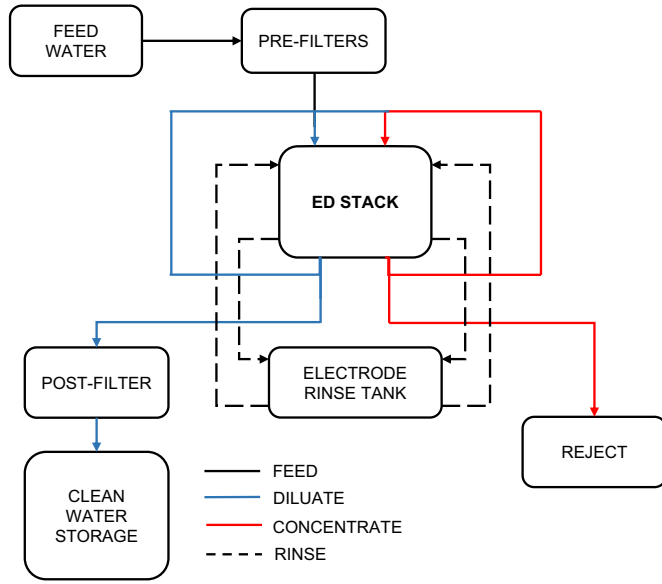 FEED
WATER
PRE-FILTERS
ED STACK
POST-FILTER
ELECTRODE
RINSE TANK
REJECT
CLEAN
WATER
STORAGE
FEED
DILUATE
CONCENTRATE
RINSE